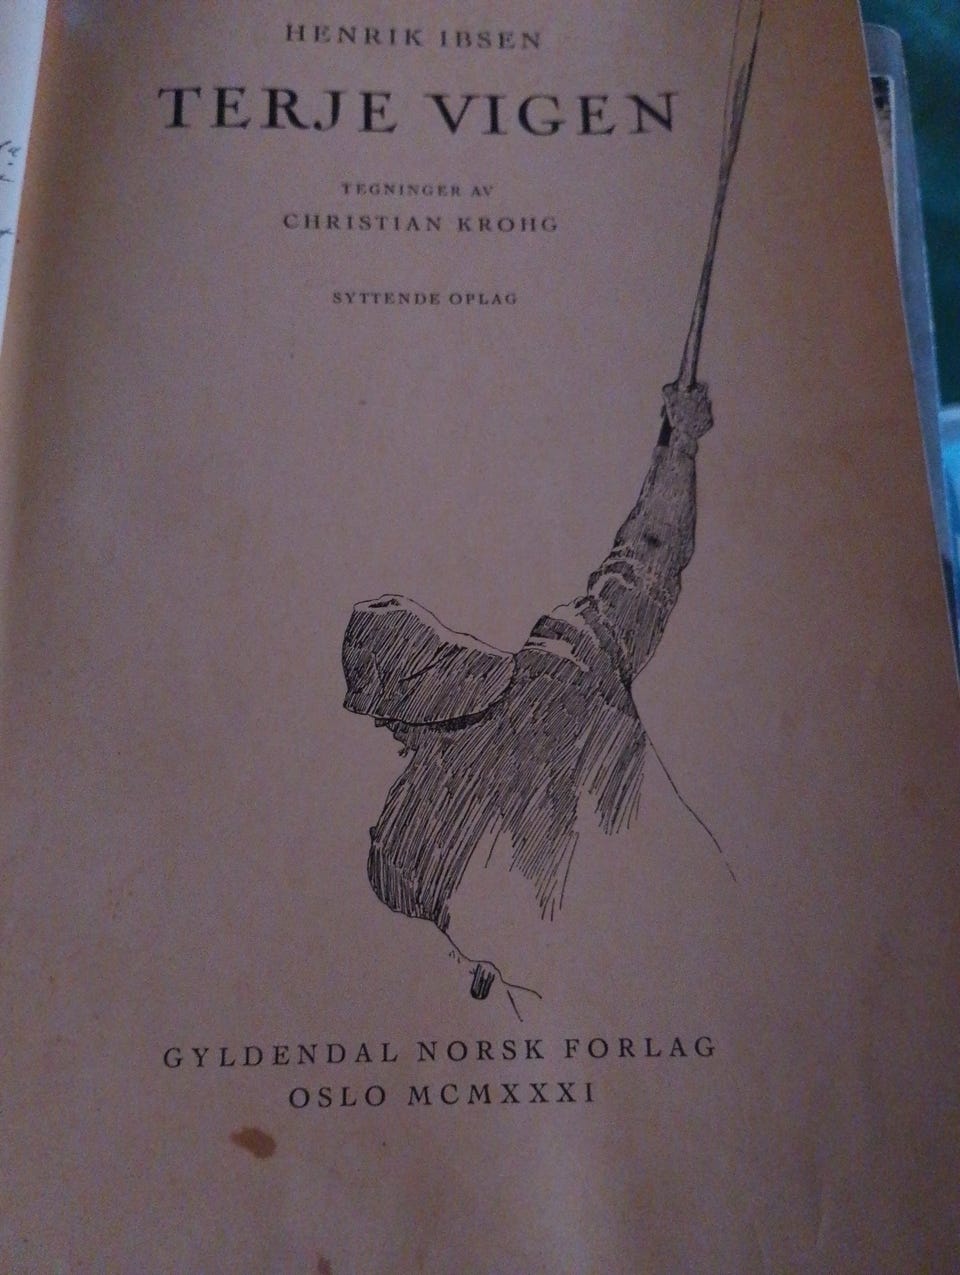 HENRIK IBSEN
TERJE VIGEN
TEGNINGER AV
CHRISTIAN KROHG
SYTTENDE OPLAG
GYLDENDAL NORSK FORLAG
OSLO MCMXXXI